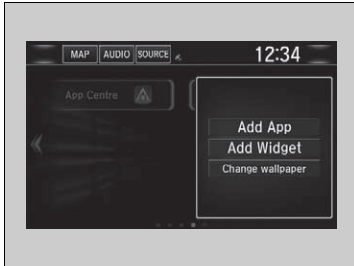 MAP AUDIO SOURCE 12:34
App Centre
Add App
Add Widget
Change wallpaper